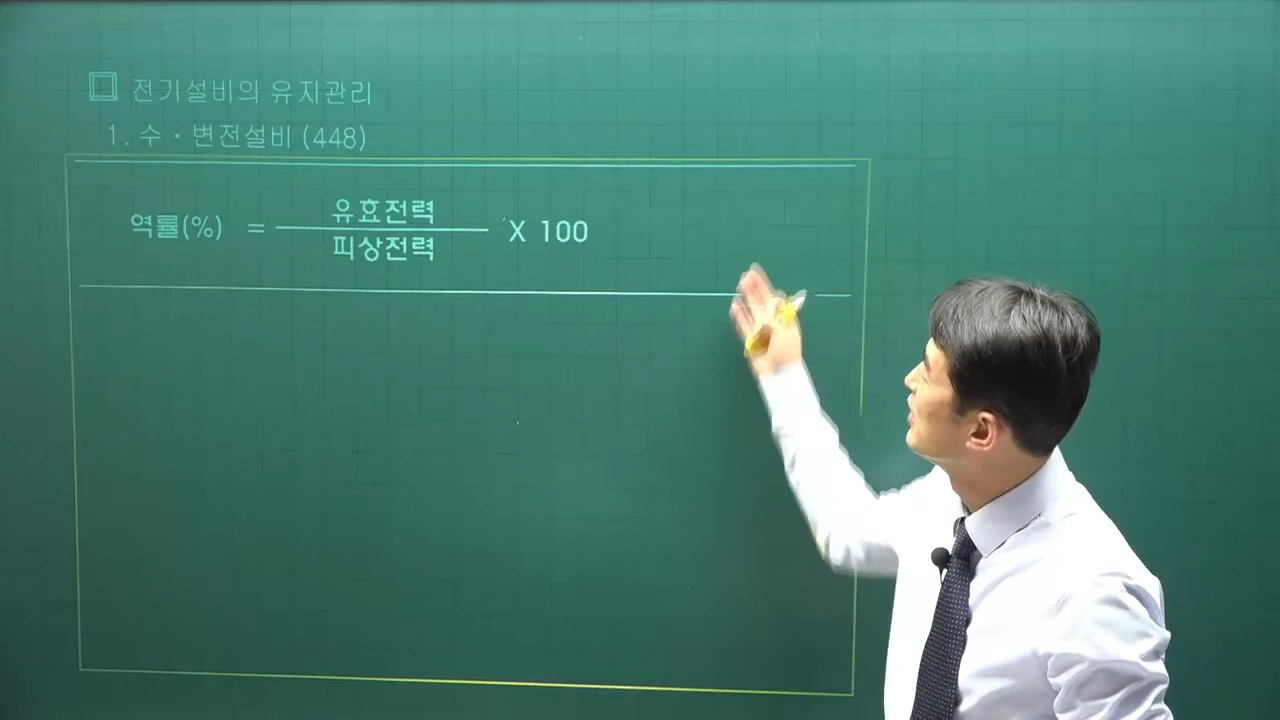 전기설비의 유지관리
1. 수 · 변전설비 (448)
역률(%) = 유효전력 / 피상전력 X 100